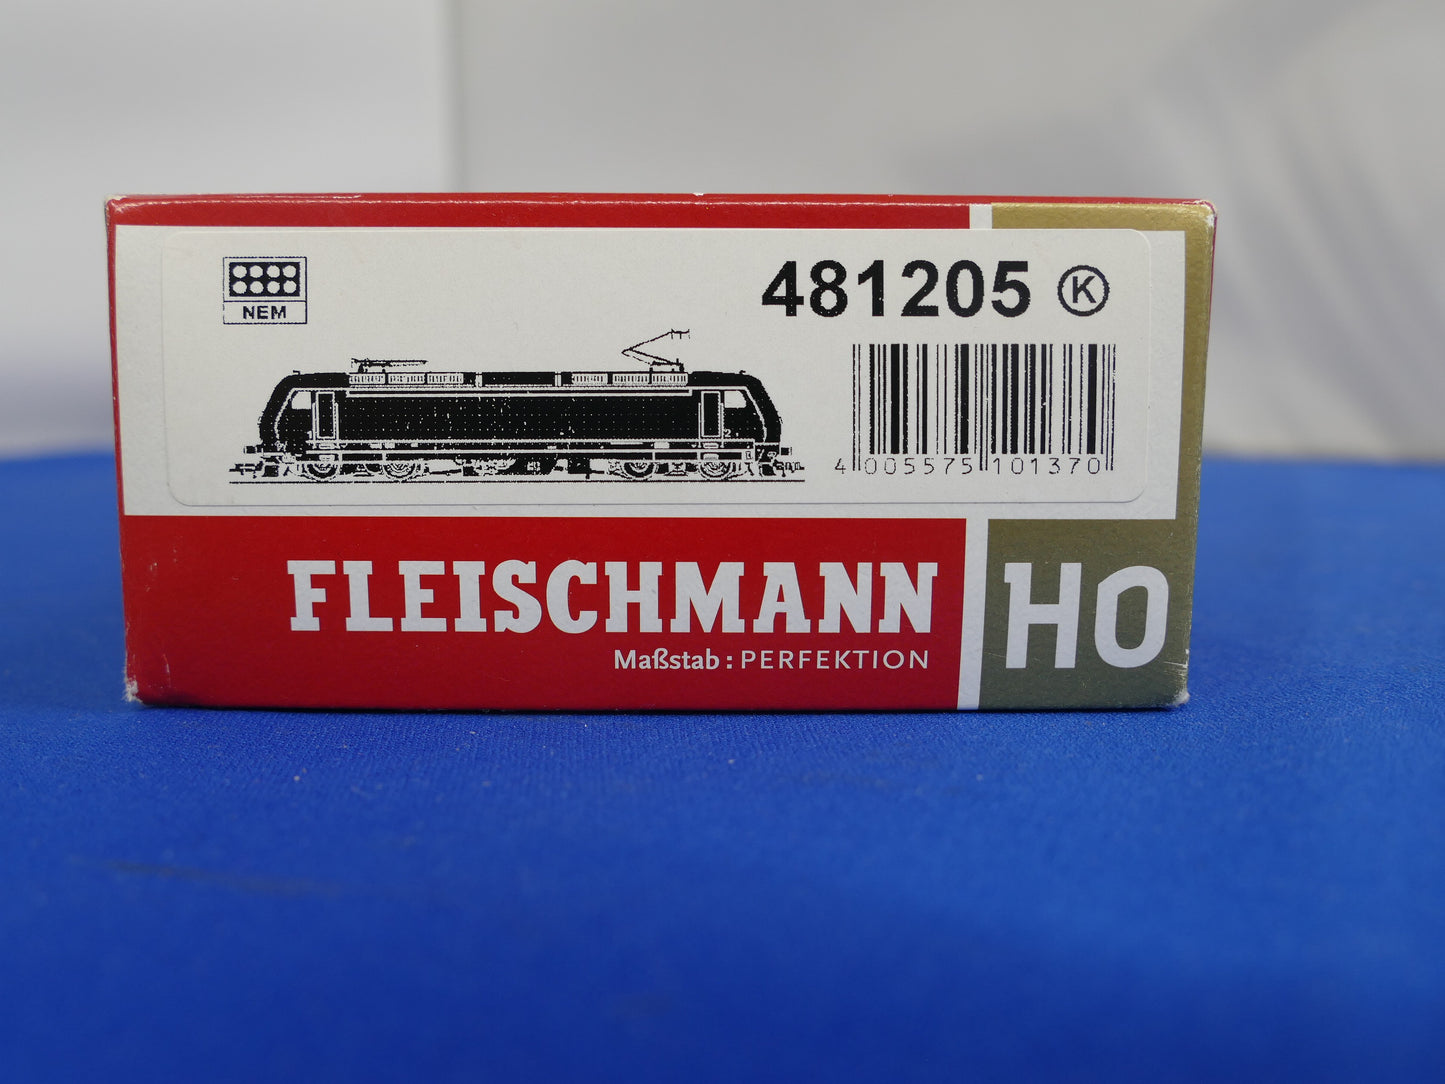 NEM
481205 K
4 005575 101370
FLEISCHMANN
Maßstab: PERFEKTION
HO